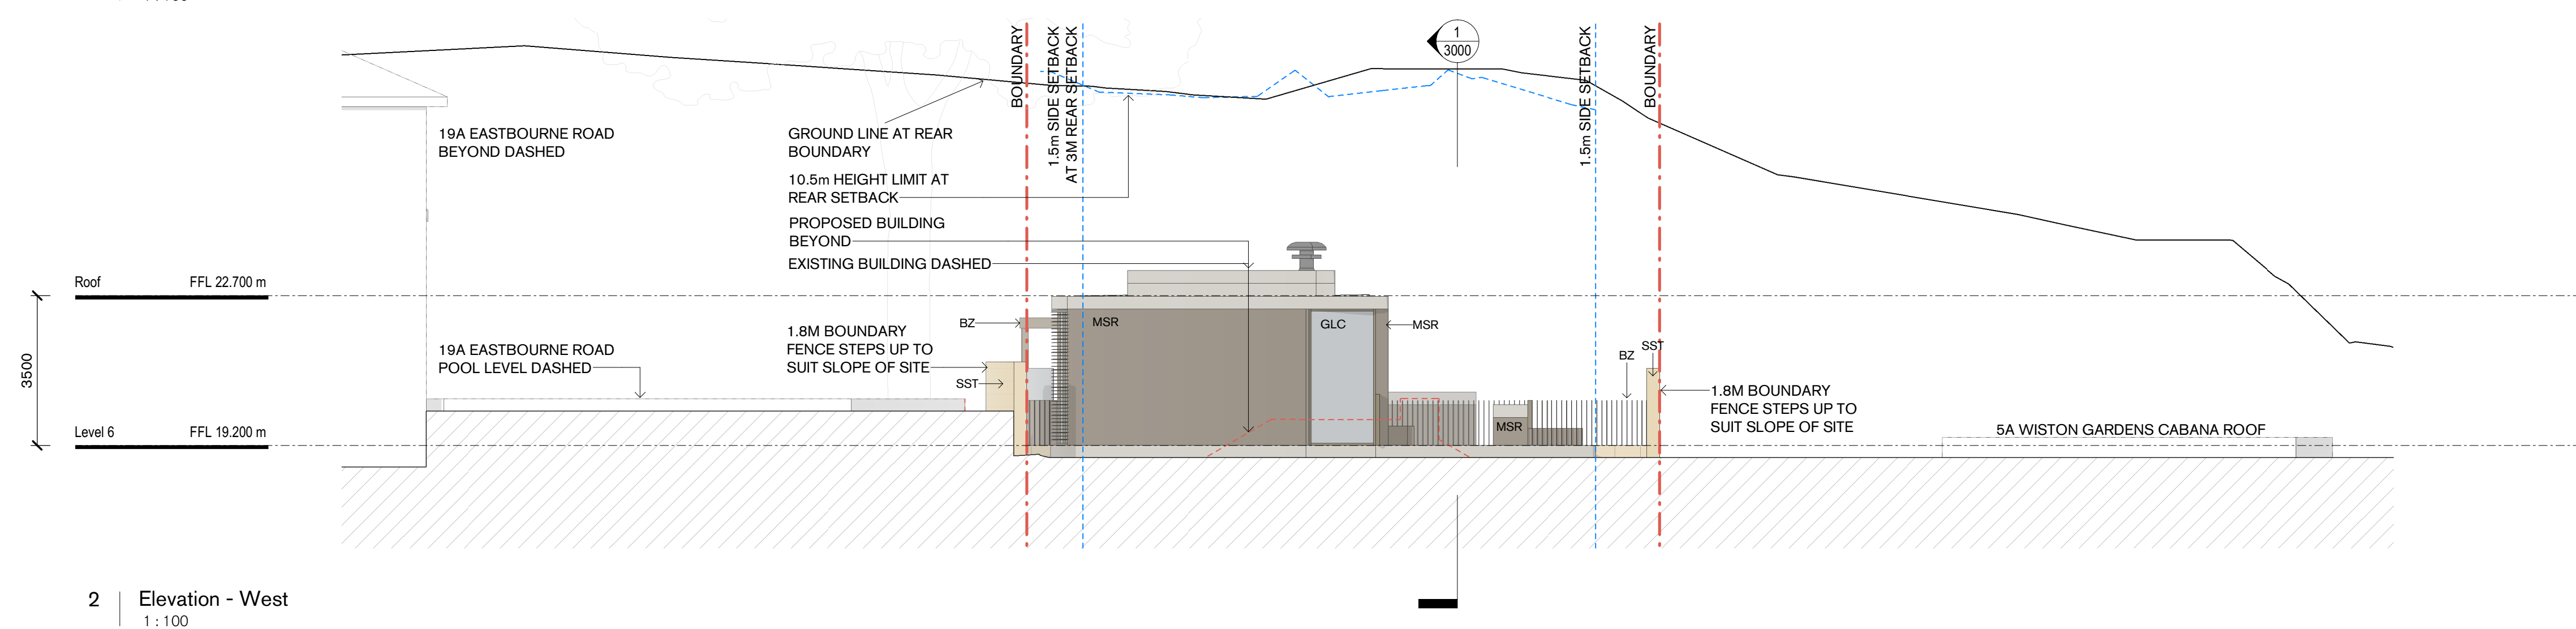 BOUNDARY
1.5m SIDE SETBACK
AT 3M REAR SETBACK
1
3000
1.5m SIDE SETBACK
BOUNDARY
19A EASTBOURNE ROAD
BEYOND DASHED
GROUND LINE AT REAR
BOUNDARY
10.5m HEIGHT LIMIT AT
REAR SETBACK
PROPOSED BUILDING
BEYOND
EXISTING BUILDING DASHED
Roof FFL 22.700 m
BZ
MSR
GLC
MSR
1.8M BOUNDARY
FENCE STEPS UP TO
SUIT SLOPE OF SITE
19A EASTBOURNE ROAD
POOL LEVEL DASHED
SST
BZ
SST
3500
1.8M BOUNDARY
FENCE STEPS UP TO
SUIT SLOPE OF SITE
MSR
Level 6 FFL 19.200 m
5A WISTON GARDENS CABANA ROOF
2 Elevation - West
1 : 100